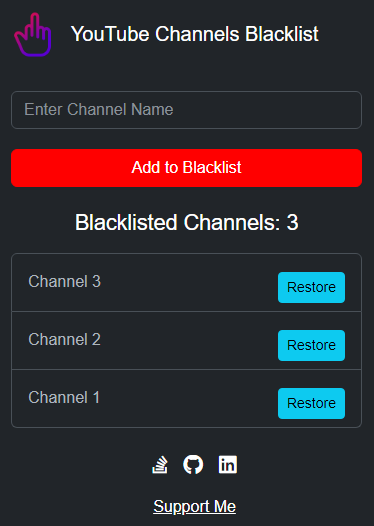 YouTube Channels Blacklist
Enter Channel Name
Add to Blacklist
Blacklisted Channels: 3
Channel 3
Restore
Channel 2
Restore
Channel 1
Restore
Support Me